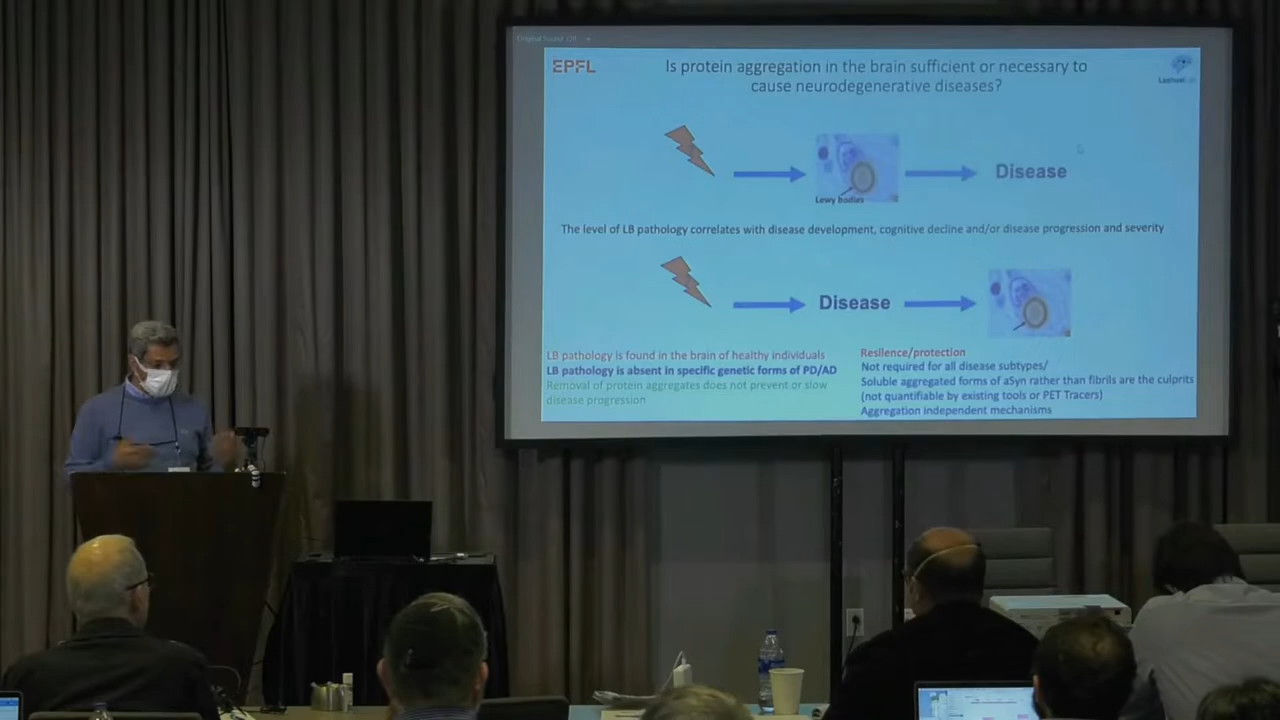 Original Sound: Off
EPFL
Is protein aggregation in the brain sufficient or necessary to
cause neurodegenerative diseases?
Disease
Lewy bodies
The level of LB pathology correlates with disease development, cognitive decline and/or disease progression and severity
Disease
LB pathology is found in the brain of healthy individuals
LB pathology is absent in specific genetic forms of PD/AD
Removal of protein aggregates does not prevent or slow
disease progression
Reslience/protection
Not required for all disease subtypes/
Soluble aggregated forms of aSyn rather than fibrils are the culprits
(not quantifiable by existing tools or PET Tracers)
Aggregation independent mechanisms